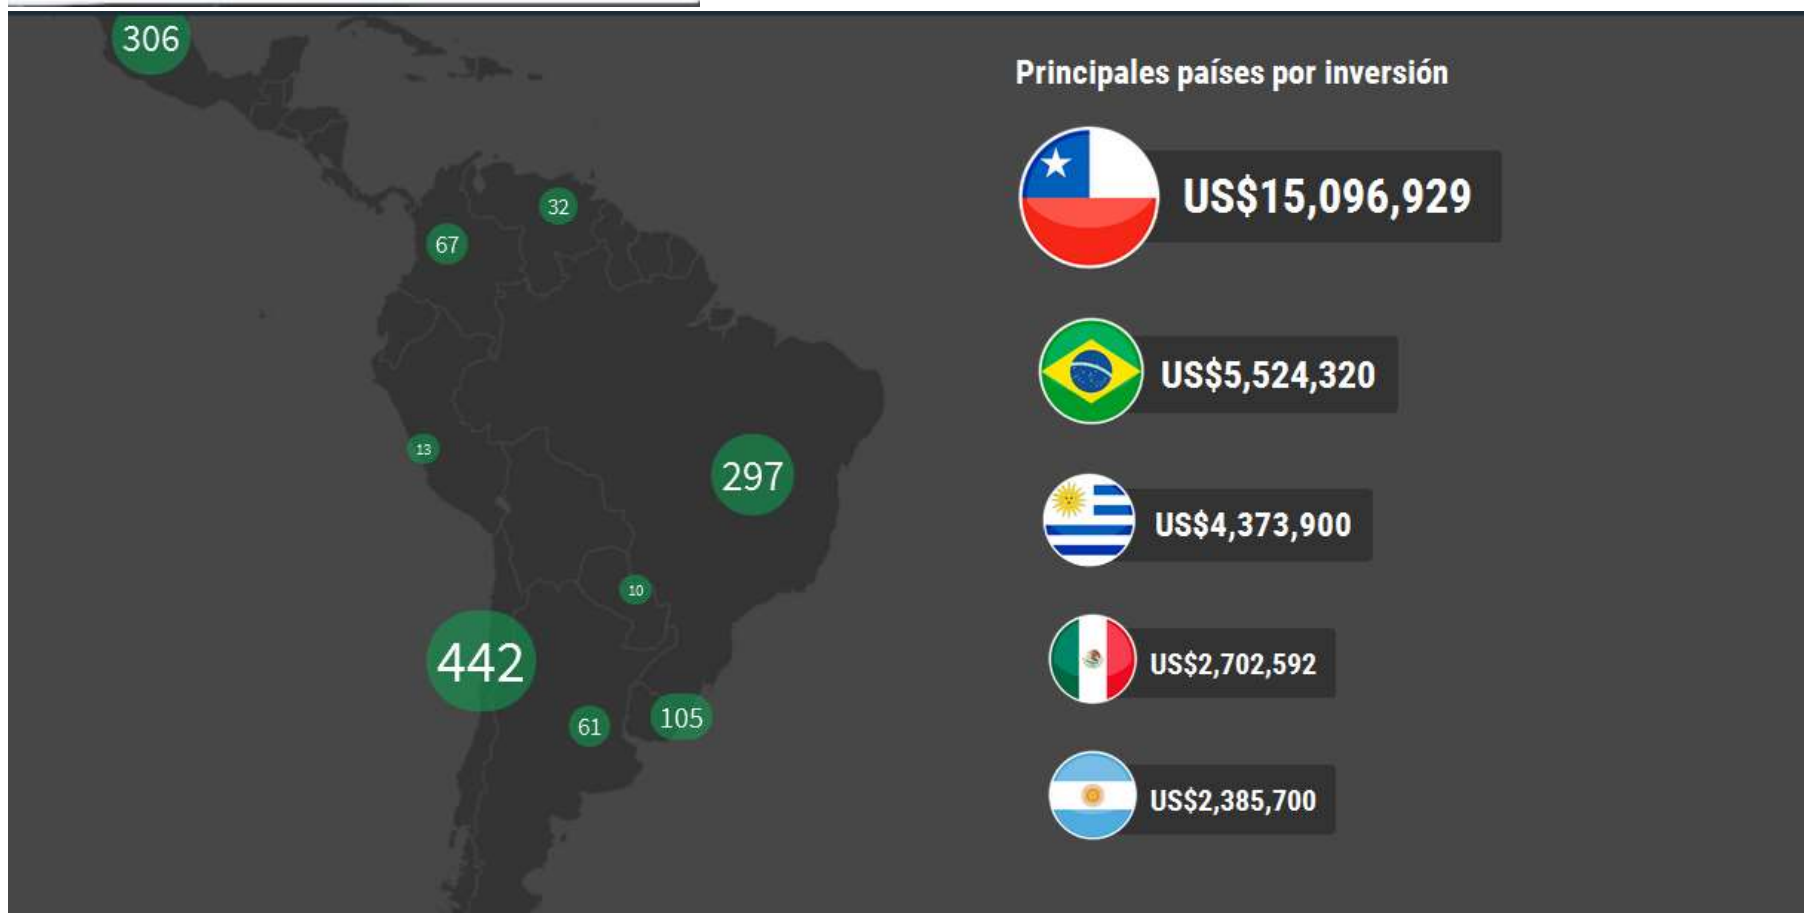 306
32
67
13
297
10
442
61
105
Principales países por inversión
US$15,096,929
US$5,524,320
US$4,373,900
US$2,702,592
US$2,385,700